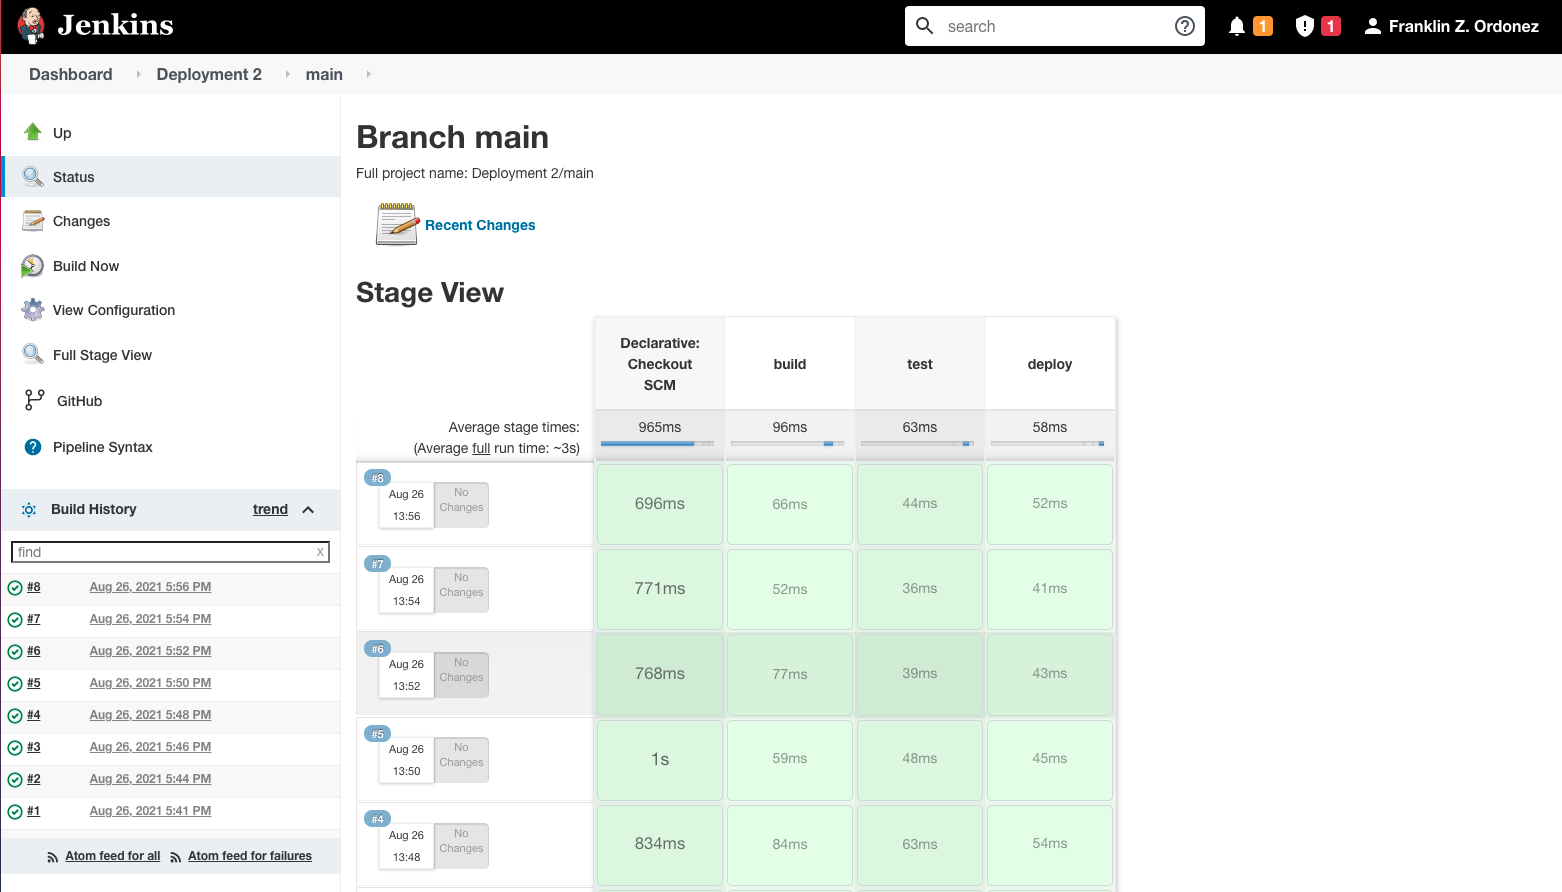 Jenkins
search
1
1
Franklin Z. Ordonez
Dashboard
Deployment 2
main
Up
Status
Changes
Build Now
View Configuration
Full Stage View
GitHub
Pipeline Syntax
Build History
trend
find
x
#8 Aug 26, 2021 5:56 PM
#7 Aug 26, 2021 5:54 PM
#6 Aug 26, 2021 5:52 PM
#5 Aug 26, 2021 5:50 PM
#4 Aug 26, 2021 5:48 PM
#3 Aug 26, 2021 5:46 PM
#2 Aug 26, 2021 5:44 PM
#1 Aug 26, 2021 5:41 PM
Atom feed for all
Atom feed for failures
Branch main
Full project name: Deployment 2/main
Recent Changes
Stage View
Declarative:
Checkout
SCM
build
test
deploy
Average stage times:
(Average full run time: ~3s)
965ms
96ms
63ms
58ms
#8
Aug 26
13:56
No
Changes
696ms
66ms
44ms
52ms
#7
Aug 26
13:54
No
Changes
771ms
52ms
36ms
41ms
#6
Aug 26
13:52
No
Changes
768ms
77ms
39ms
43ms
#5
Aug 26
13:50
No
Changes
1s
59ms
48ms
45ms
#4
Aug 26
13:48
No
Changes
834ms
84ms
63ms
54ms